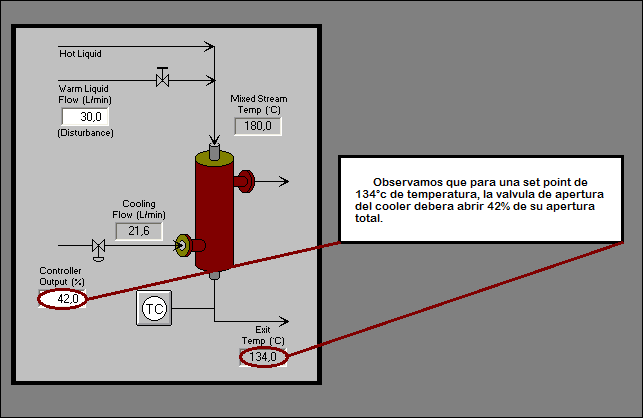 Hot Liquid
Warm Liquid
Flow (L/min)
30,0
(Disturbance)
Mixed Stream
Temp (°C)
180,0
Cooling
Flow (L/min)
21,6
Controller
Output (%)
42,0
TC
Exit
Temp (°C)
134,0
Observamos que para una set point de
134°c de temperatura, la valvula de apertura
del cooler debera abrir 42% de su apertura
total.